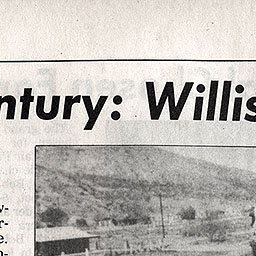 ntury: Willis
y-
r-
e.
n-